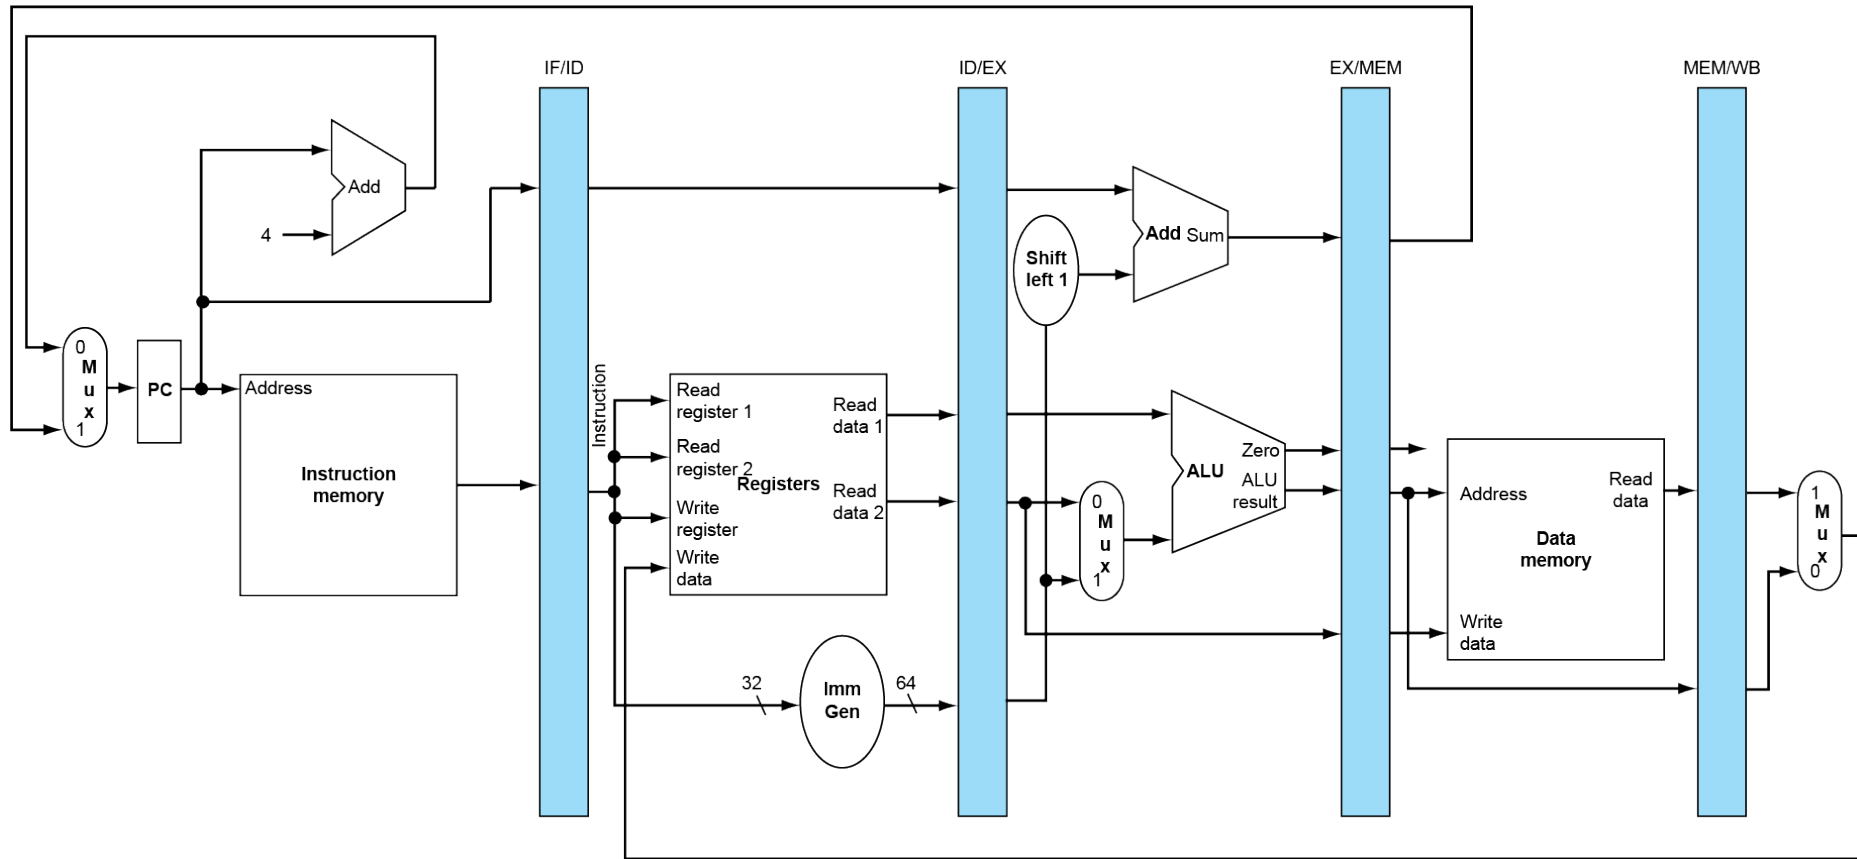 IF/ID
ID/EX
EX/MEM
MEM/WB
Add
4
Add Sum
Shift
left 1
0
M
u
x
1
PC
Address
Instruction
memory
Instruction
Read
register 1
Read
register 2
Write
register
Write
data
Registers
Read
data 1
Read
data 2
32
Imm
Gen
64
0
M
u
x
1
ALU
Zero
ALU
result
Address
Read
data
Data
memory
Write
data
1
M
u
x
0